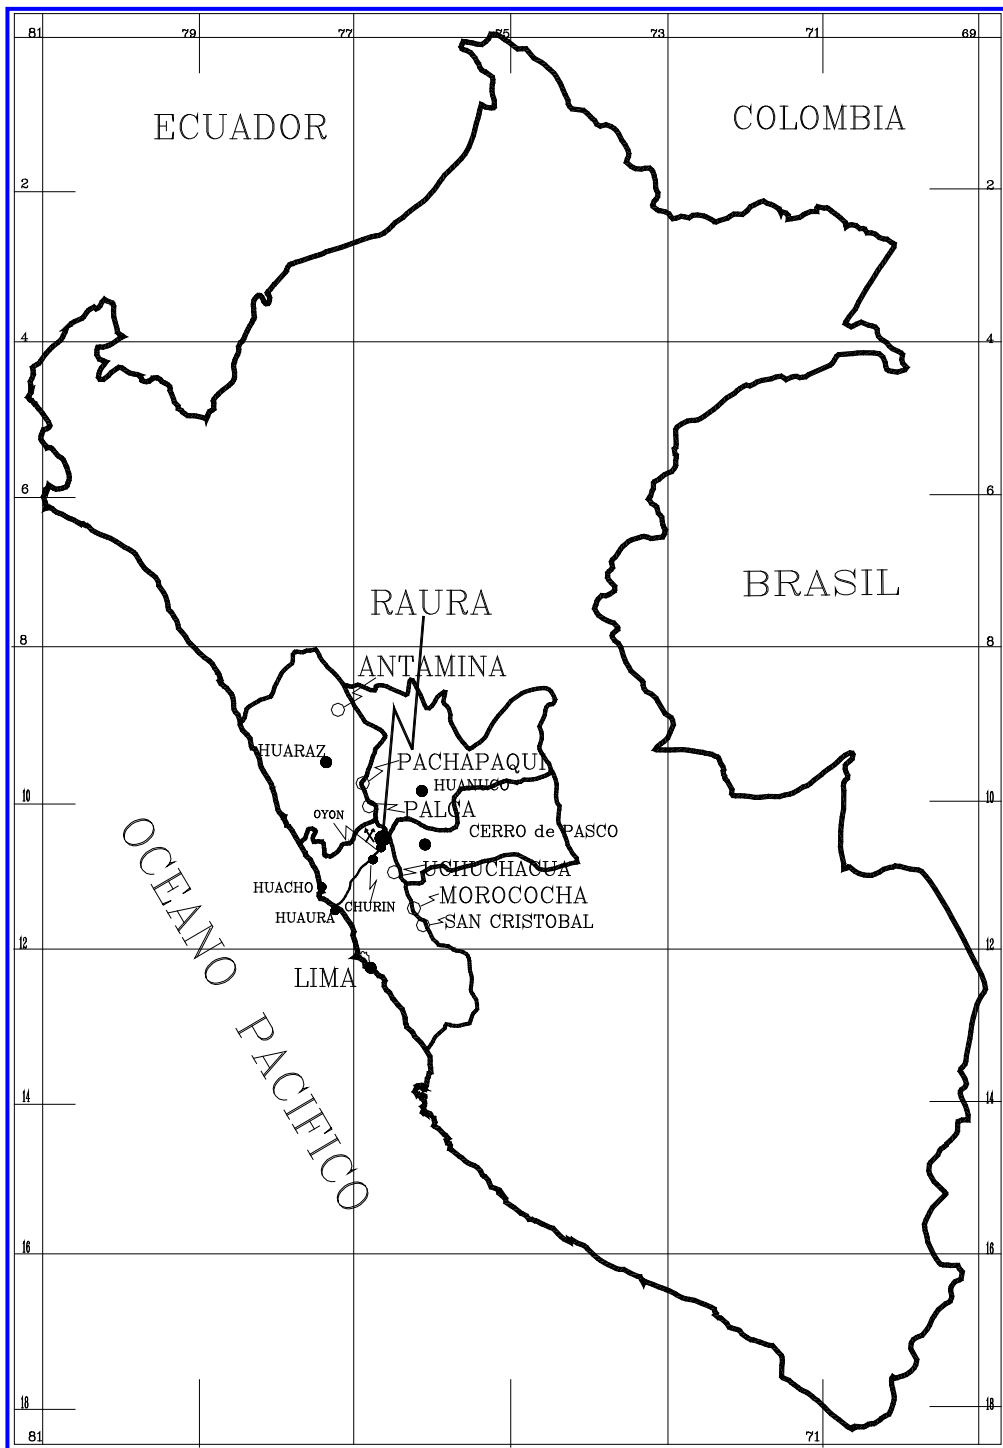 81 79 77 75 73 71 69
ECUADOR
COLOMBIA
2 2
4 4
6 6
BRASIL
RAURA
8 8
ANTAMINA
HUARAZ
PACHAPAQUI
HUANUCO
10 10
PALCA
OYON
CERRO de PASCO
UCHUCHACUA
HUACHO
MOROCOCHA
CHURIN
HUAURA
SAN CRISTOBAL
12 12
LIMA
OCEANO PACIFICO
14 14
16 16
18 18
81 71